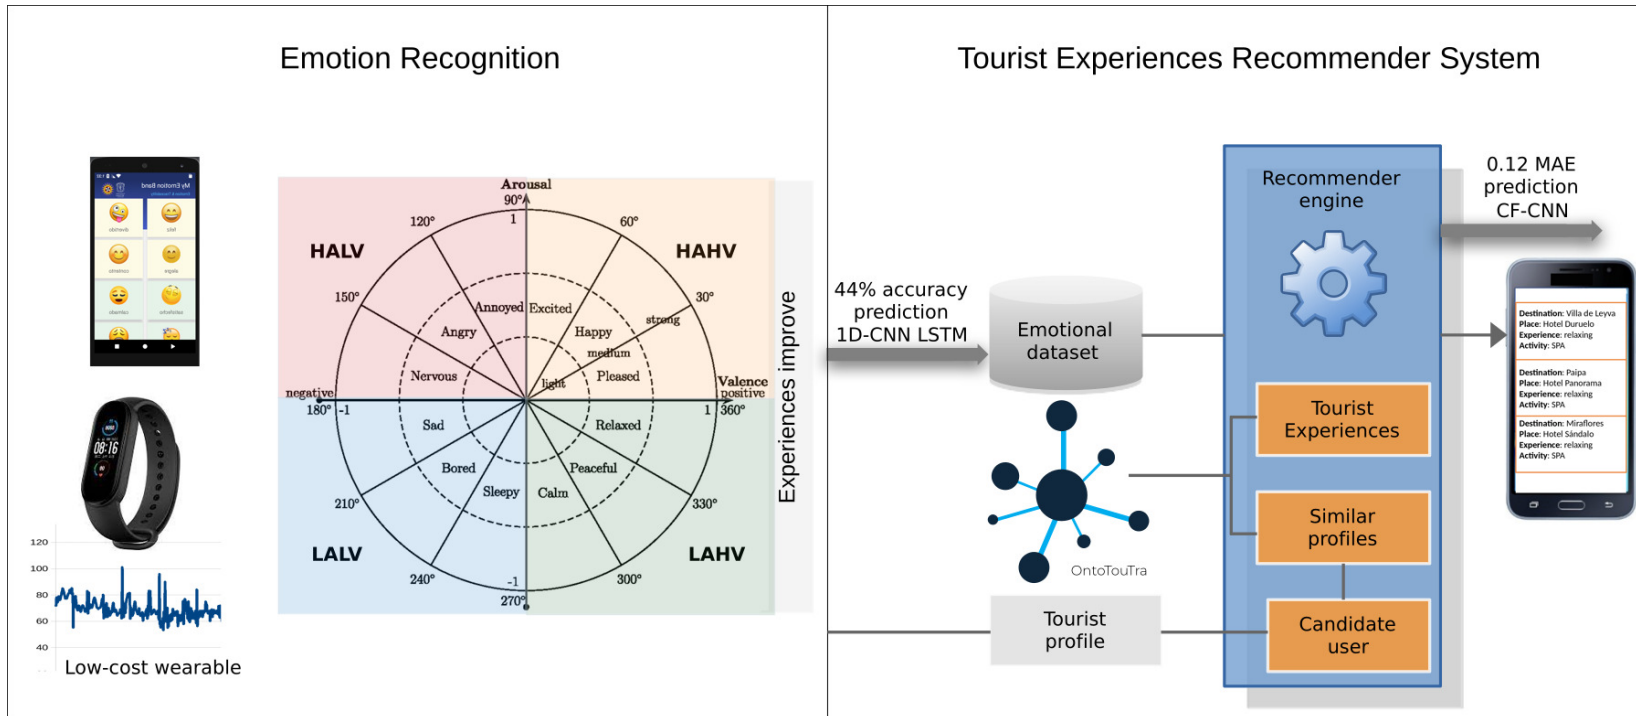 Emotion Recognition
Tourist Experiences Recommender System
My Emotion Band
Low-cost wearable
120
100
80
60
40
08:16
Arousal
90°
1
120°
60°
HALV
HAHV
150°
30°
Annoyed
Excited
strong
Angry
Happy
medium
Nervous
light
Pleased
negative
Valence
positive
180°
-1
1
360°
Sad
Relaxed
Bored
Peaceful
Sleepy
Calm
210°
330°
LALV
LAHV
240°
-1
300°
270°
Experiences improve
44% accuracy
prediction
1D-CNN LSTM
Emotional
dataset
OntoTouTra
Tourist
profile
Recommender
engine
Tourist
Experiences
Similar
profiles
Candidate
user
0.12 MAE
prediction
CF-CNN
Destination: Villa de Leyva
Place: Hotel Duruelo
Experience: relaxing
Activity: SPA
Destination: Paipa
Place: Hotel Panorama
Experience: relaxing
Activity: SPA
Destination: Miraflores
Place: Hotel Sándalo
Experience: relaxing
Activity: SPA